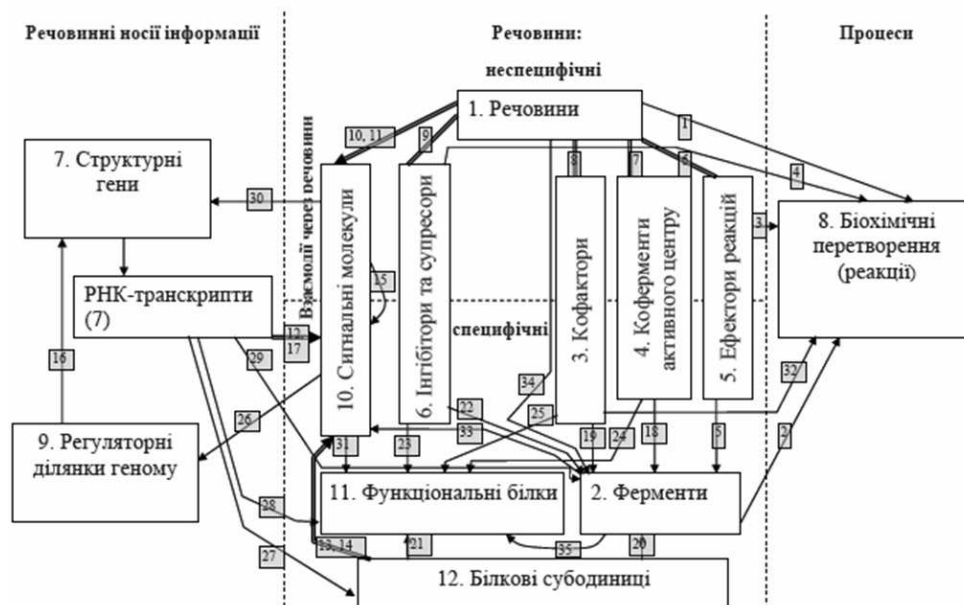 Речовинні носії інформації
Речовини:
Процеси
неспецифічні
1. Речовини
10, 11
9
1
7. Структурні
гени
8
7
6
4
30
3
8. Біохімічні
перетворення
(реакції)
Взаємодії через речовини
10. Сигнальні молекули
15
6. Інгібітори та супресори
3. Кофактори
4. Коферменти
активного центру
5. Ефектори реакцій
РНК-транскрипти
(7)
специфічні
12,
17
16
29
34
32
26
22
25
33
9. Регуляторні
ділянки геному
31
23
19
24
18
5
2
11. Функціональні білки
2. Ферменти
28
27
13, 14
21
35
20
12. Білкові субодиниці